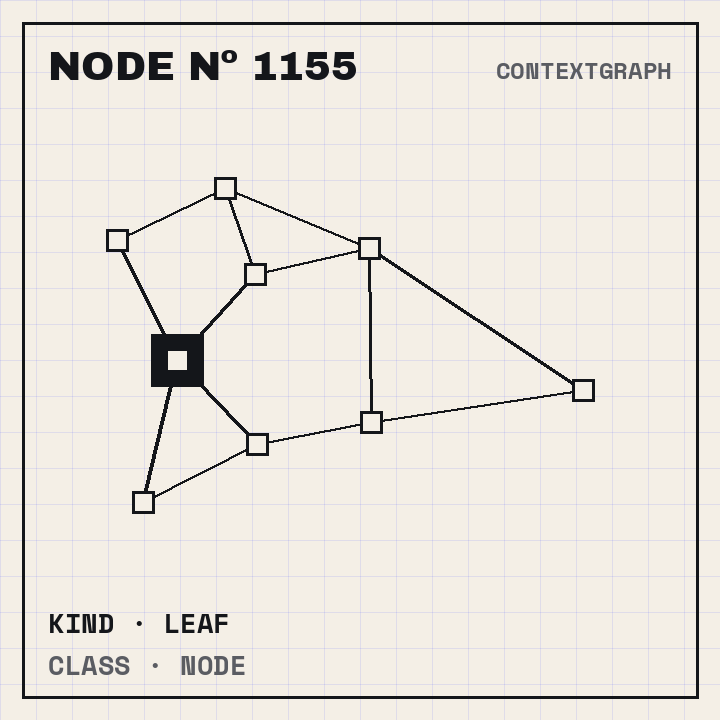 NODE Nº 1155
CONTEXTGRAPH
KIND · LEAF
CLASS · NODE